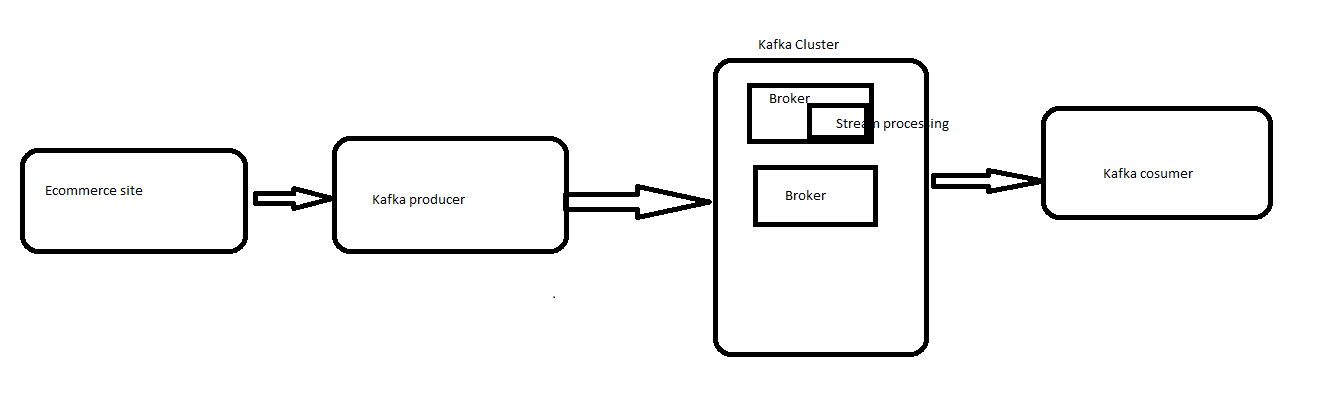 Kafka Cluster
Broker
Stream processing
Ecommerce site
Kafka producer
Broker
Kafka cosumer